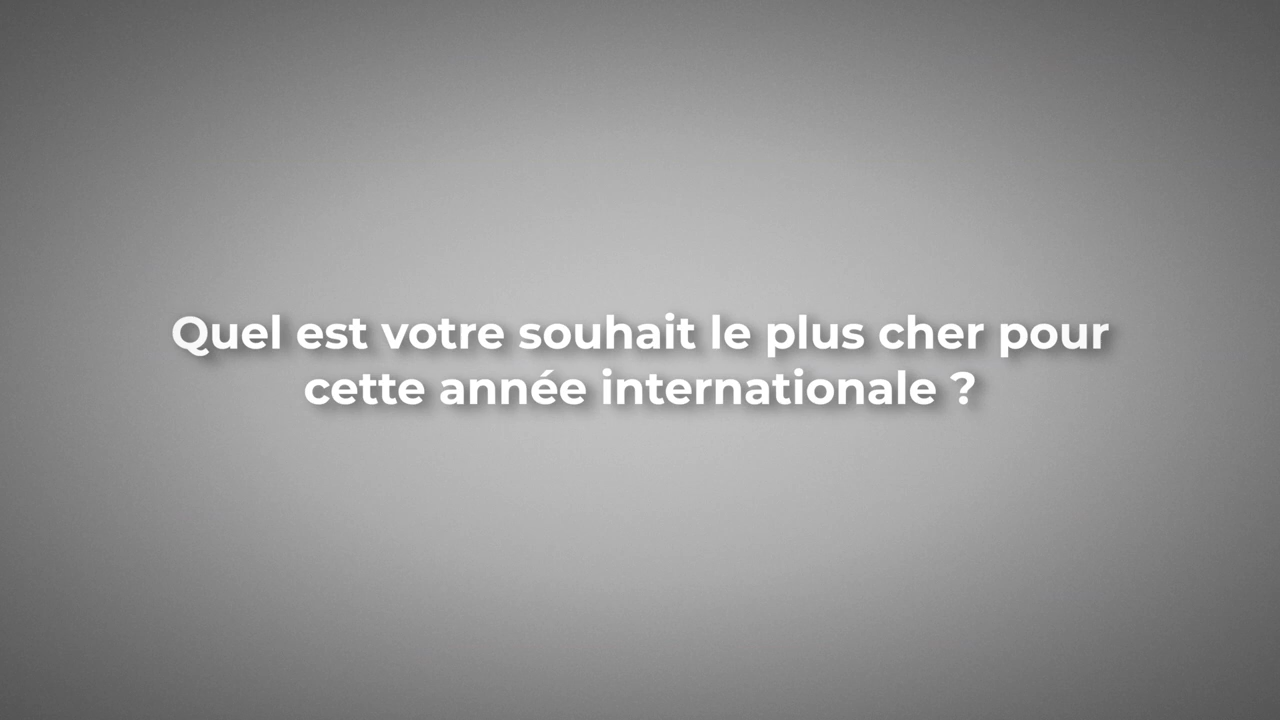 Quel est votre souhait le plus cher pour
cette année internationale ?